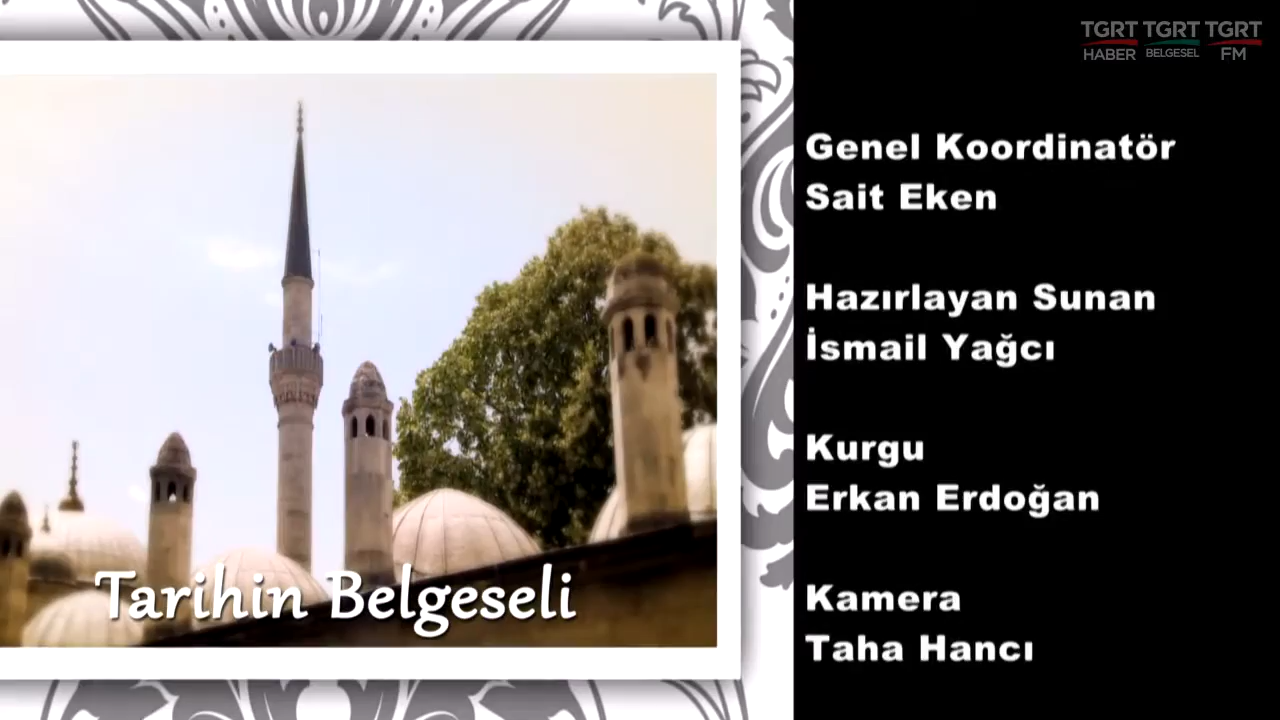 TGRT TGRT TGRT
HABER BELGESEL FM
Genel Koordinatör
Sait Eken
Hazırlayan Sunan
İsmail Yağcı
Kurgu
Erkan Erdoğan
Kamera
Taha Hancı
Tarihin Belgeseli